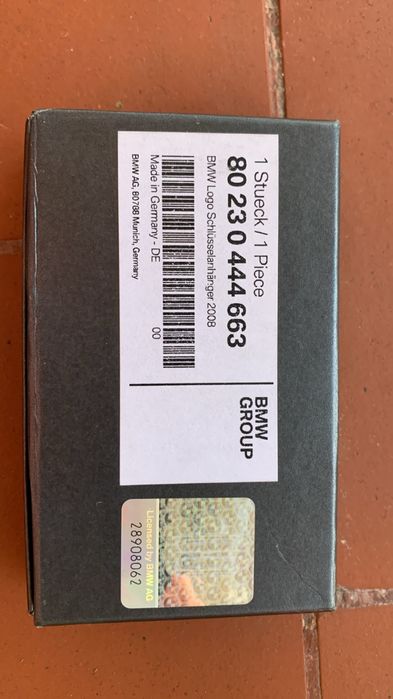 1 Stueck / 1 Piece
80 23 0 444 663
BMW Logo Schlüsselanhänger 2008
Made in Germany - DE 00
BMW AG, 80788 Munich, Germany
BMW
GROUP
Licensed by BMW AG
28908062